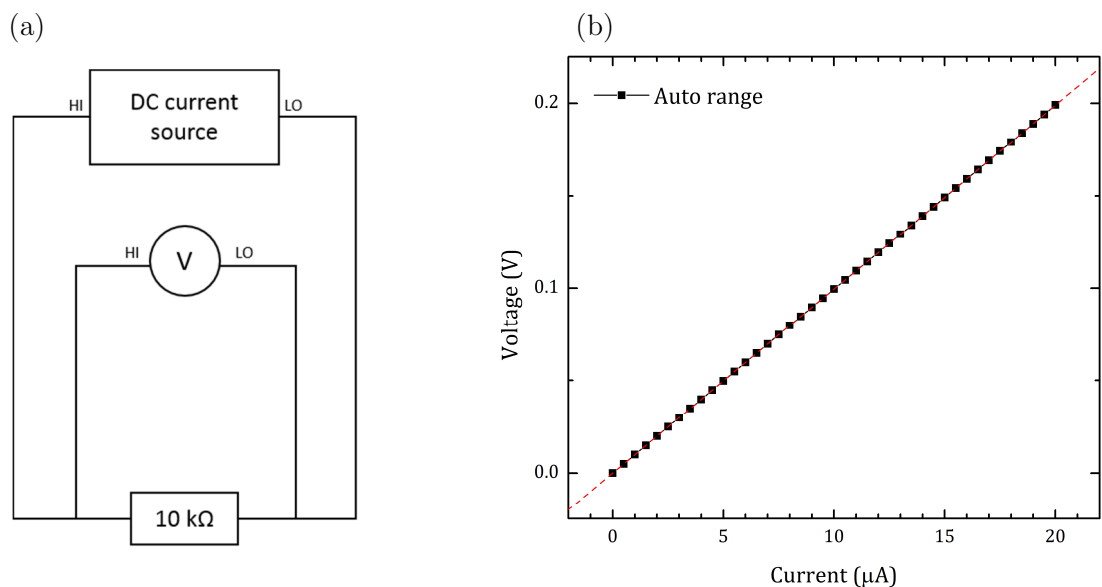 (a)
HI
DC current
source
LO
HI
V
LO
10 kΩ
(b)
Auto range
0.2
0.1
0.0
Voltage (V)
0 5 10 15 20
Current (μA)